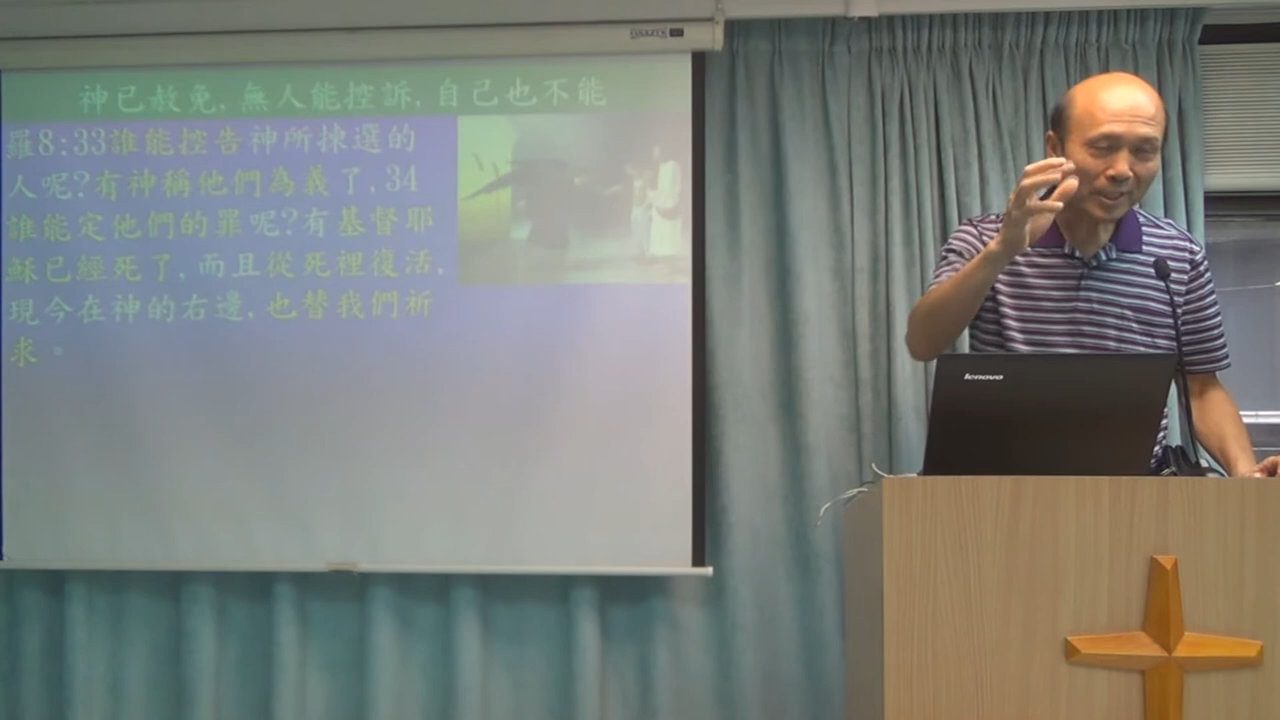 神已赦免,無人能控訴,自己也不能
羅8:33誰能控告神所揀選的
人呢?有神稱他們為義了,34
誰能定他們的罪呢?有基督耶
穌已經死了,而且從死裡復活,
現今在神的右邊,也替我們祈
求。
lenovo